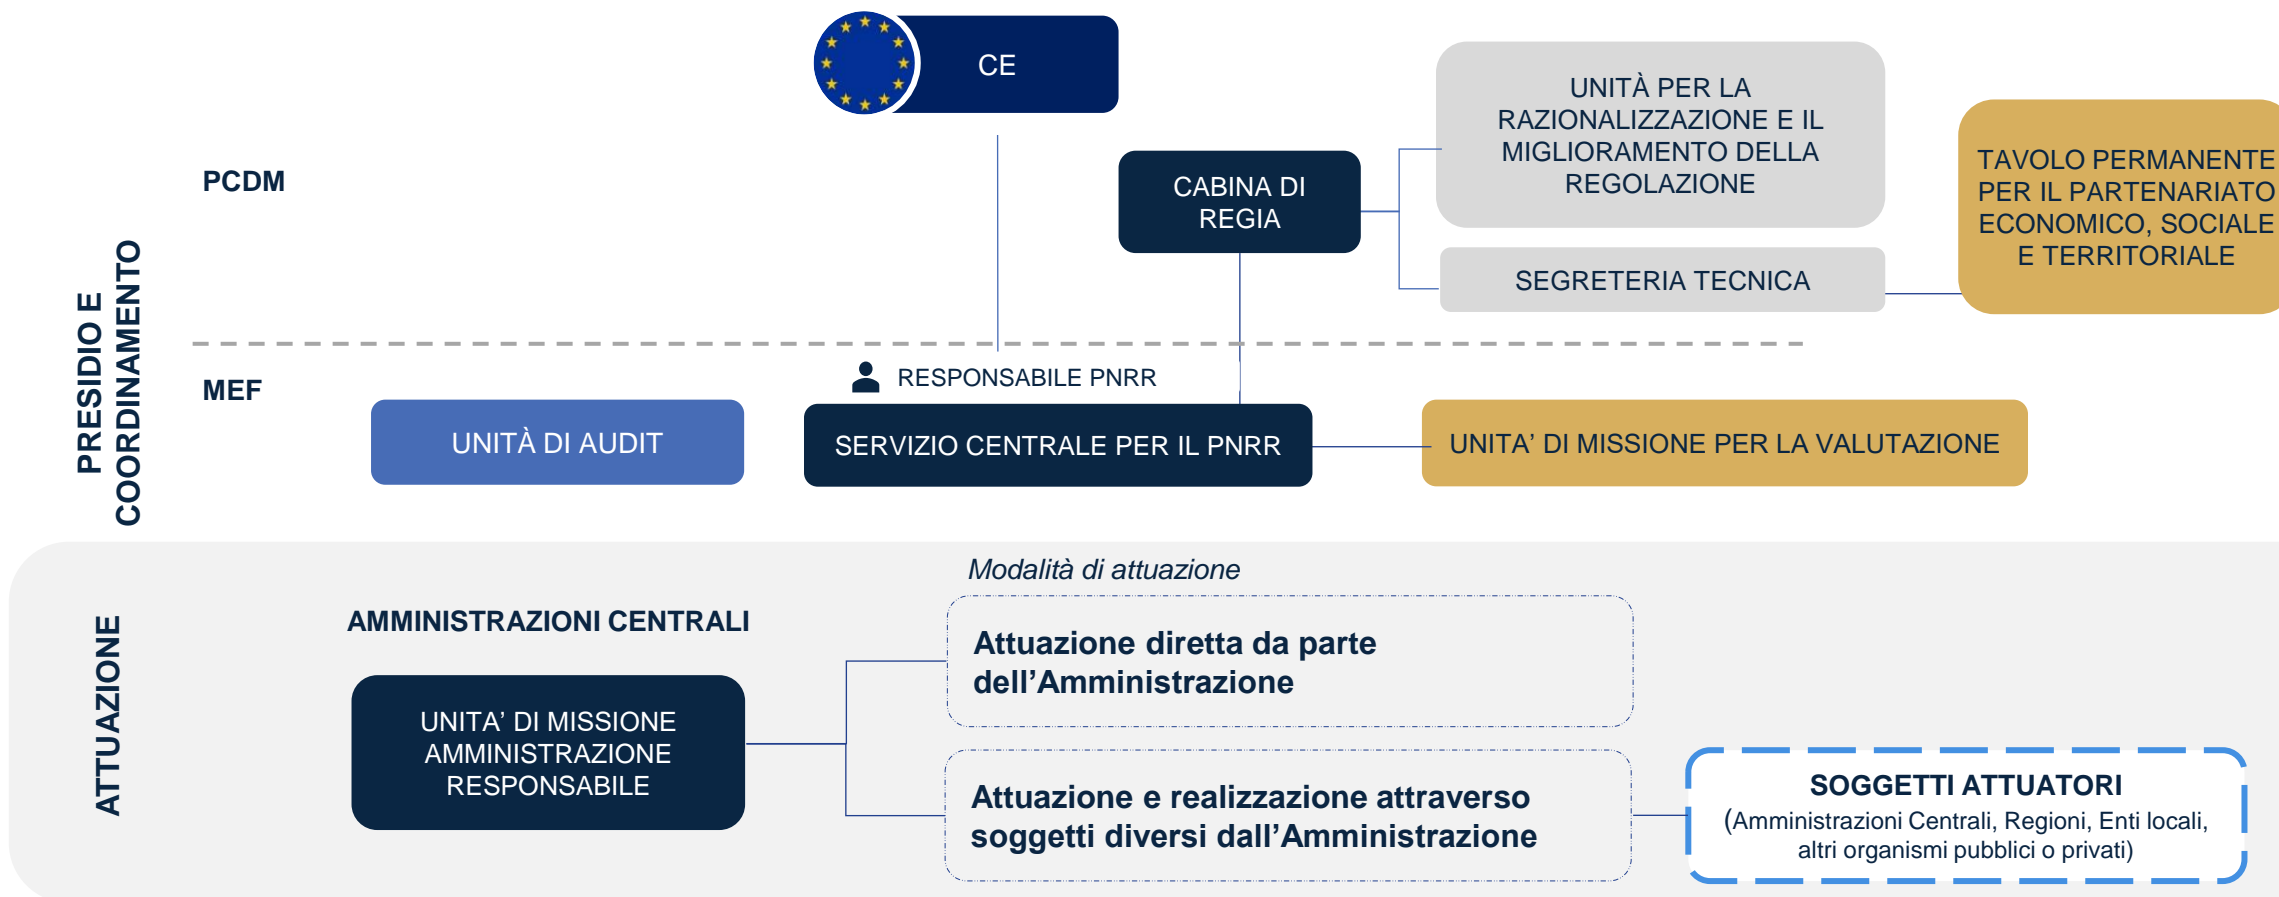 CE
UNITÀ PER LA
RAZIONALIZZAZIONE E IL
MIGLIORAMENTO DELLA
REGOLAZIONE
TAVOLO PERMANENTE
PER IL PARTENARIATO
ECONOMICO, SOCIALE
E TERRITORIALE
PCDM
CABINA DI
REGIA
SEGRETERIA TECNICA
PRESIDIO E
COORDINAMENTO
MEF
RESPONSABILE PNRR
UNITÀ DI AUDIT
SERVIZIO CENTRALE PER IL PNRR
UNITA’ DI MISSIONE PER LA VALUTAZIONE
ATTUAZIONE
Modalità di attuazione
AMMINISTRAZIONI CENTRALI
UNITA’ DI MISSIONE
AMMINISTRAZIONE
RESPONSABILE
Attuazione diretta da parte
dell’Amministrazione
Attuazione e realizzazione attraverso
soggetti diversi dall’Amministrazione
SOGGETTI ATTUATORI
(Amministrazioni Centrali, Regioni, Enti locali,
altri organismi pubblici o privati)